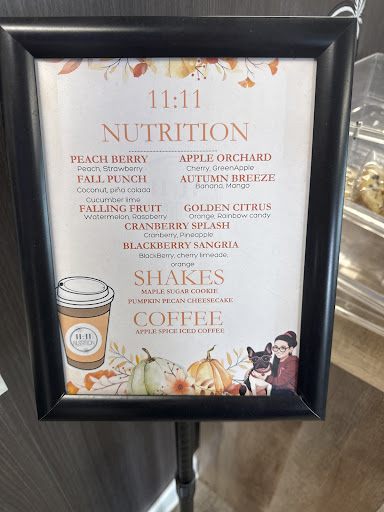 11:11
NUTRITION
PEACH BERRY
Peach, Strawberry
APPLE ORCHARD
Cherry, GreenApple
FALL PUNCH
Coconut, piña colada
Cucumber lime
AUTUMN BREEZE
Banana, Mango
FALLING FRUIT
Watermelon, Raspberry
GOLDEN CITRUS
Orange, Rainbow candy
CRANBERRY SPLASH
Cranberry, Pineapple
BLACKBERRY SANGRIA
BlackBerry, cherry limeade,
orange
SHAKES
MAPLE SUGAR COOKIE
PUMPKIN PECAN CHEESECAKE
COFFEE
APPLE SPICE ICED COFFEE
11:11
NUTRITION